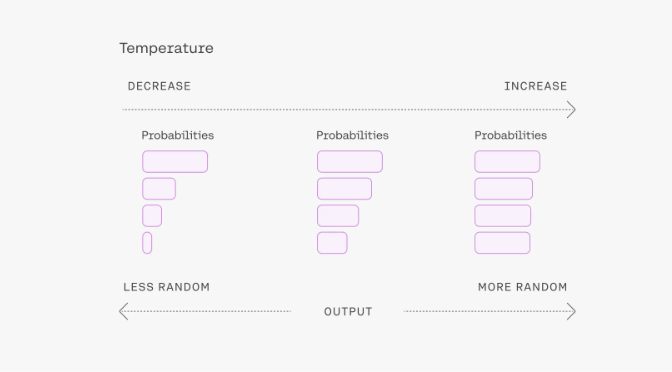 Temperature
DECREASE INCREASE
Probabilities Probabilities Probabilities
LESS RANDOM MORE RANDOM
OUTPUT